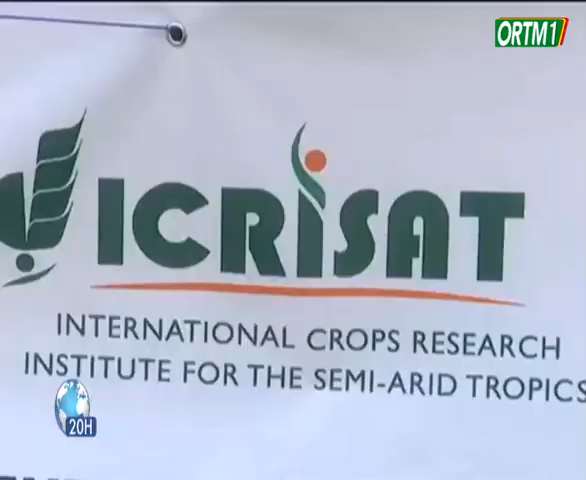 ORTM1
ICRISAT
INTERNATIONAL CROPS RESEARCH
INSTITUTE FOR THE SEMI-ARID TROPICS
20H